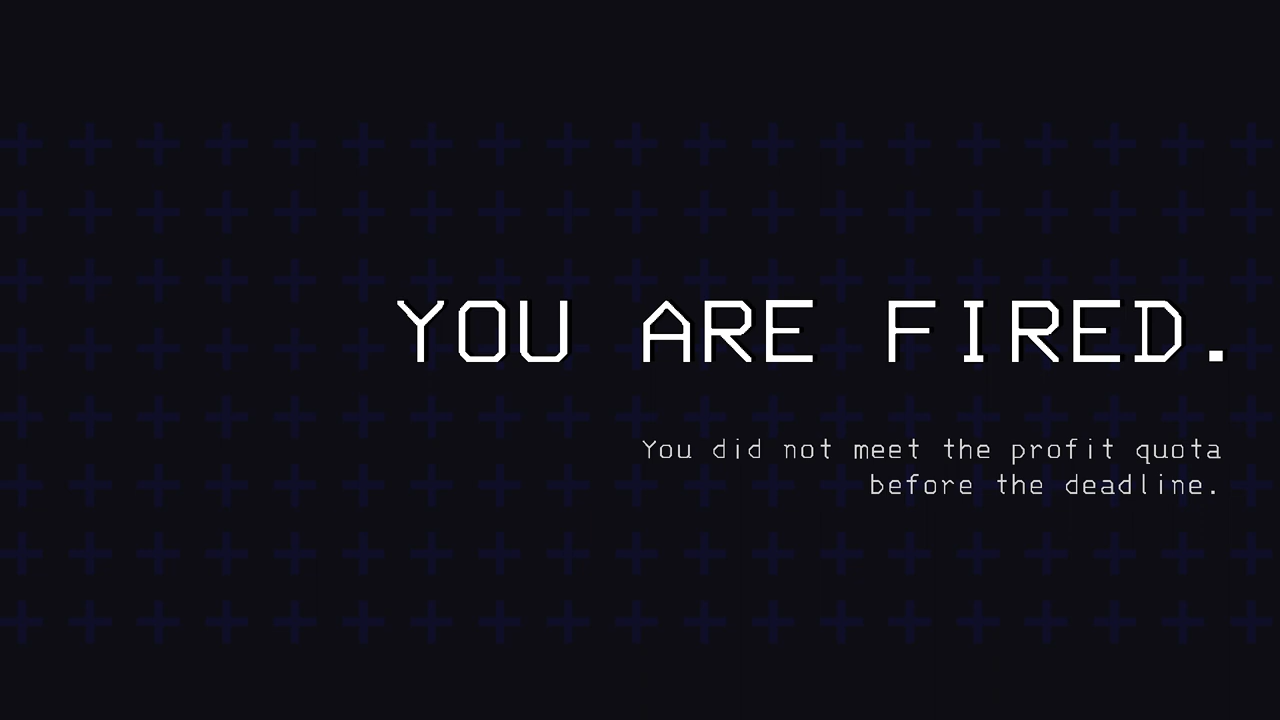 YOU ARE FIRED.
You did not meet the profit quota
before the deadline.